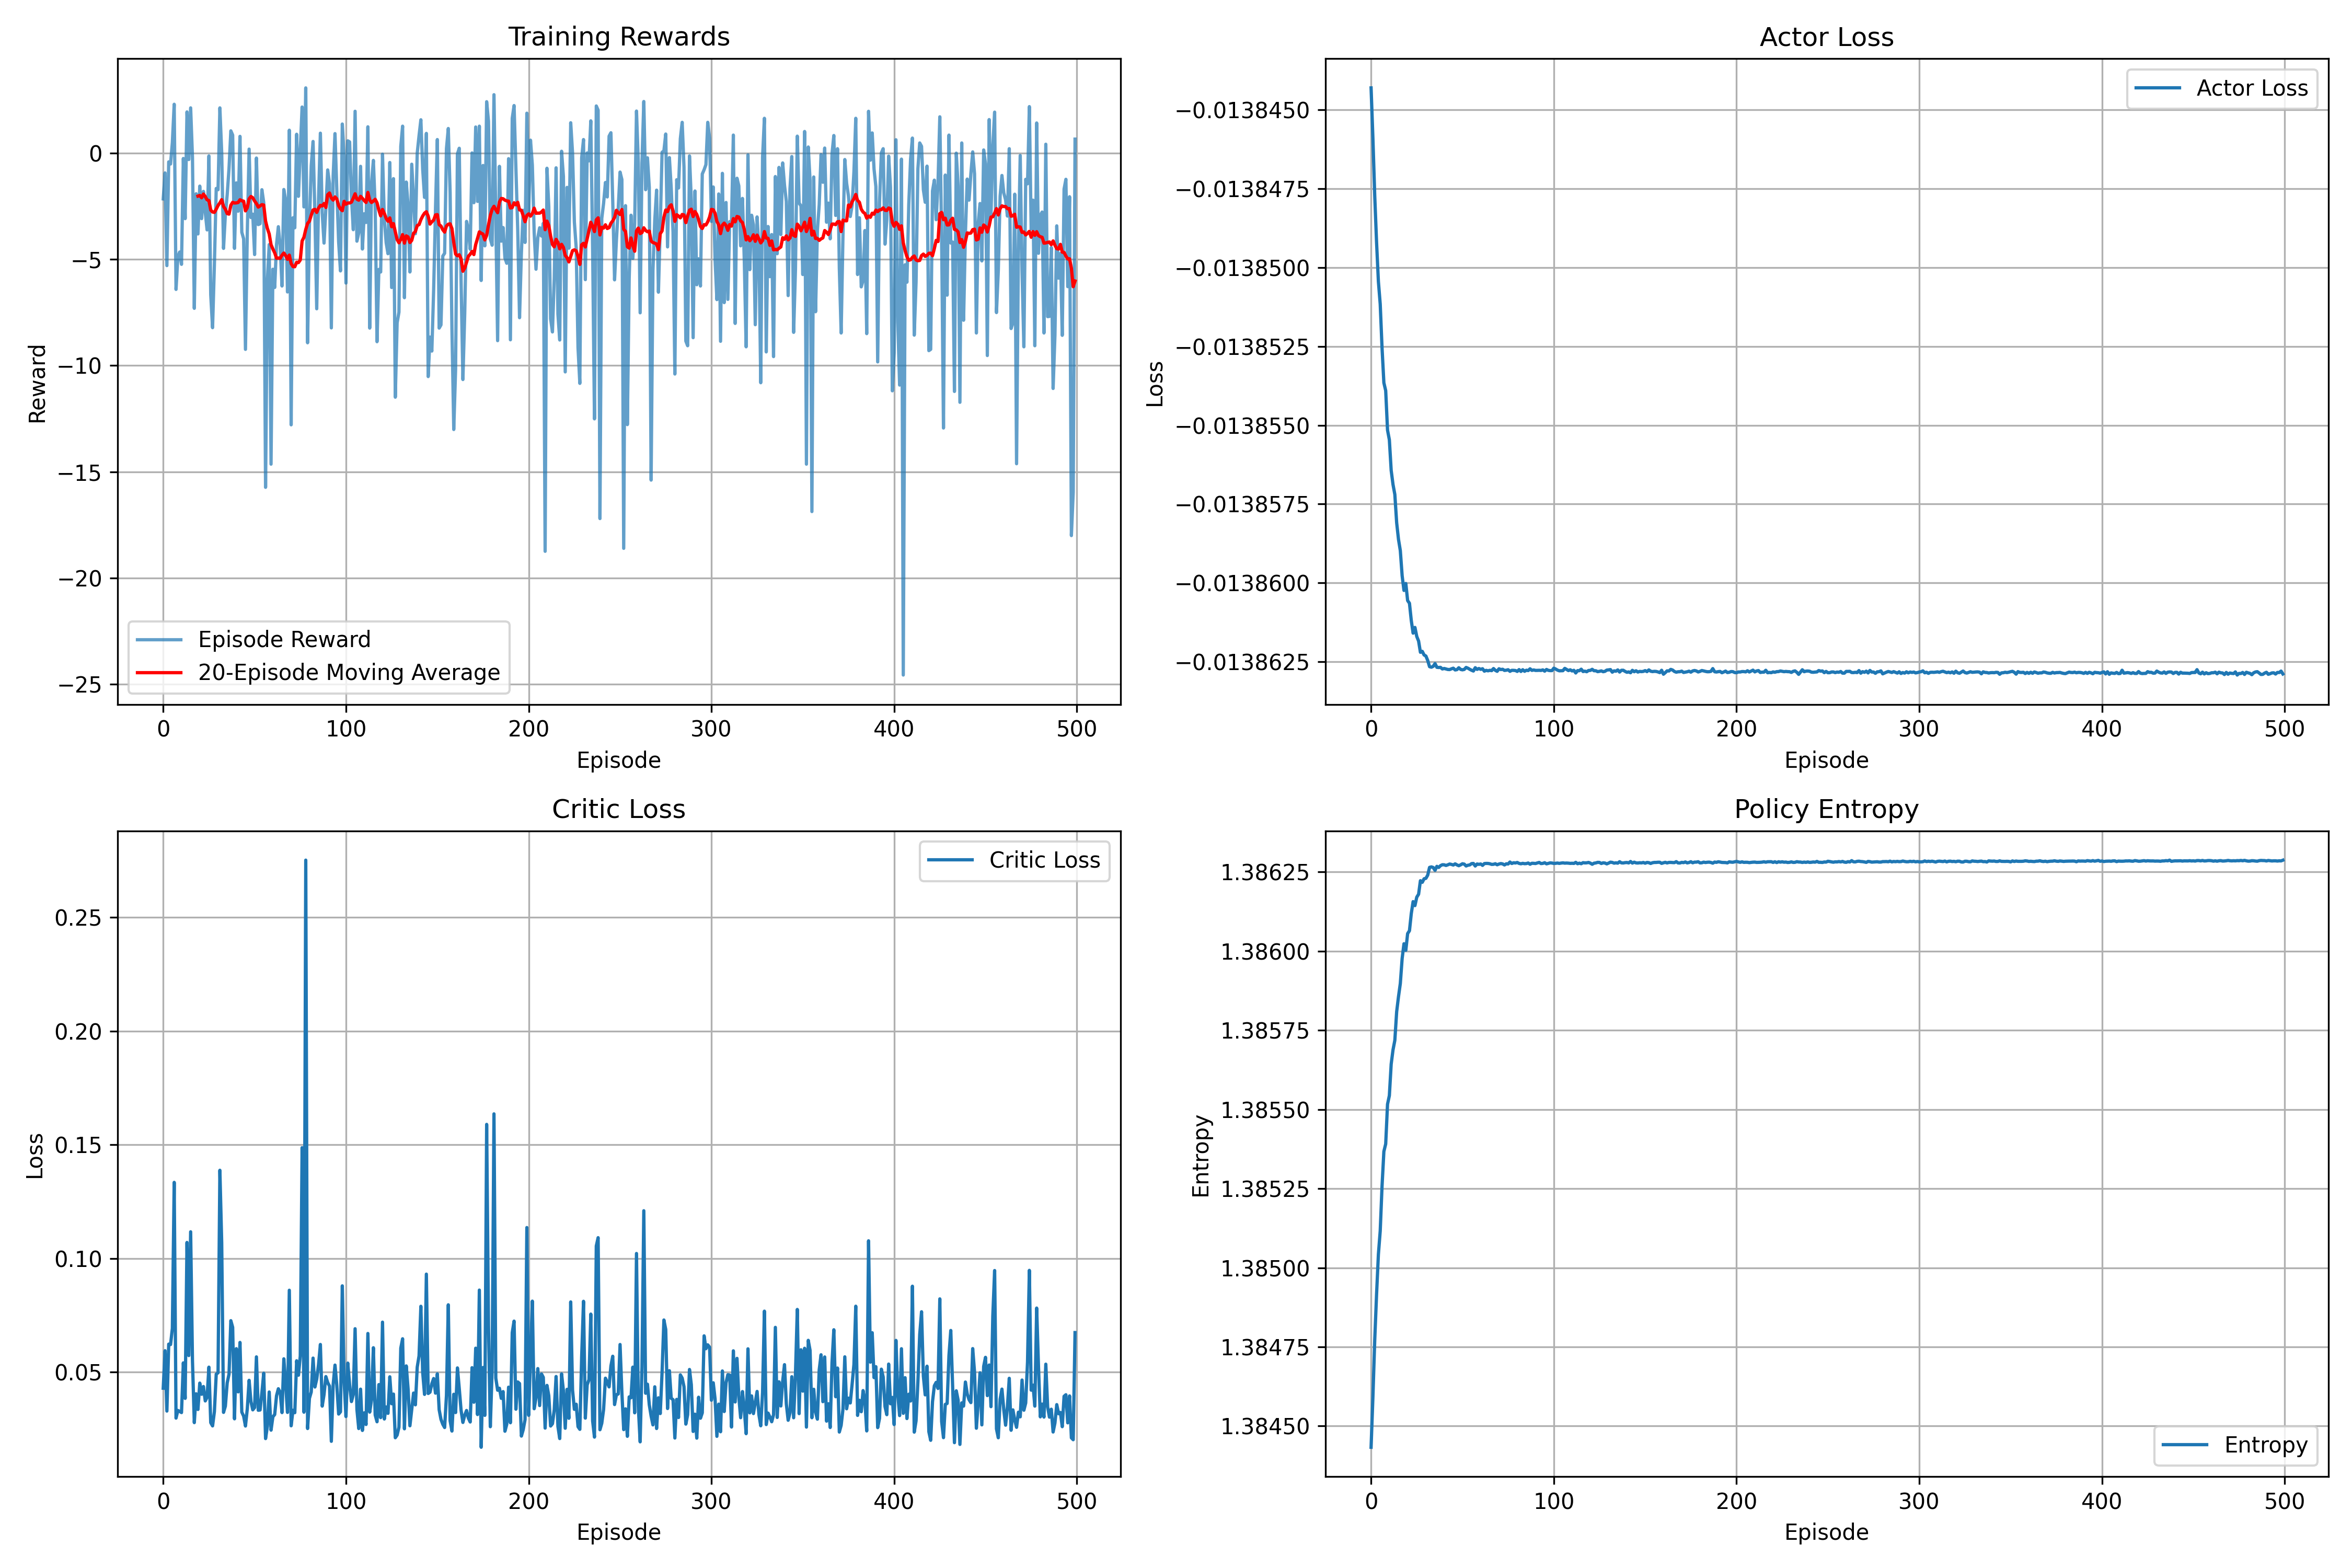 Training Rewards
Reward
0
−5
−10
−15
−20
−25
Episode Reward
20-Episode Moving Average
0 100 200 300 400 500
Episode
Actor Loss
Loss
−0.0138450
−0.0138475
−0.0138500
−0.0138525
−0.0138550
−0.0138575
−0.0138600
−0.0138625
Actor Loss
0 100 200 300 400 500
Episode
Critic Loss
Loss
0.25
0.20
0.15
0.10
0.05
Critic Loss
0 100 200 300 400 500
Episode
Policy Entropy
Entropy
1.38625
1.38600
1.38575
1.38550
1.38525
1.38500
1.38475
1.38450
Entropy
0 100 200 300 400 500
Episode